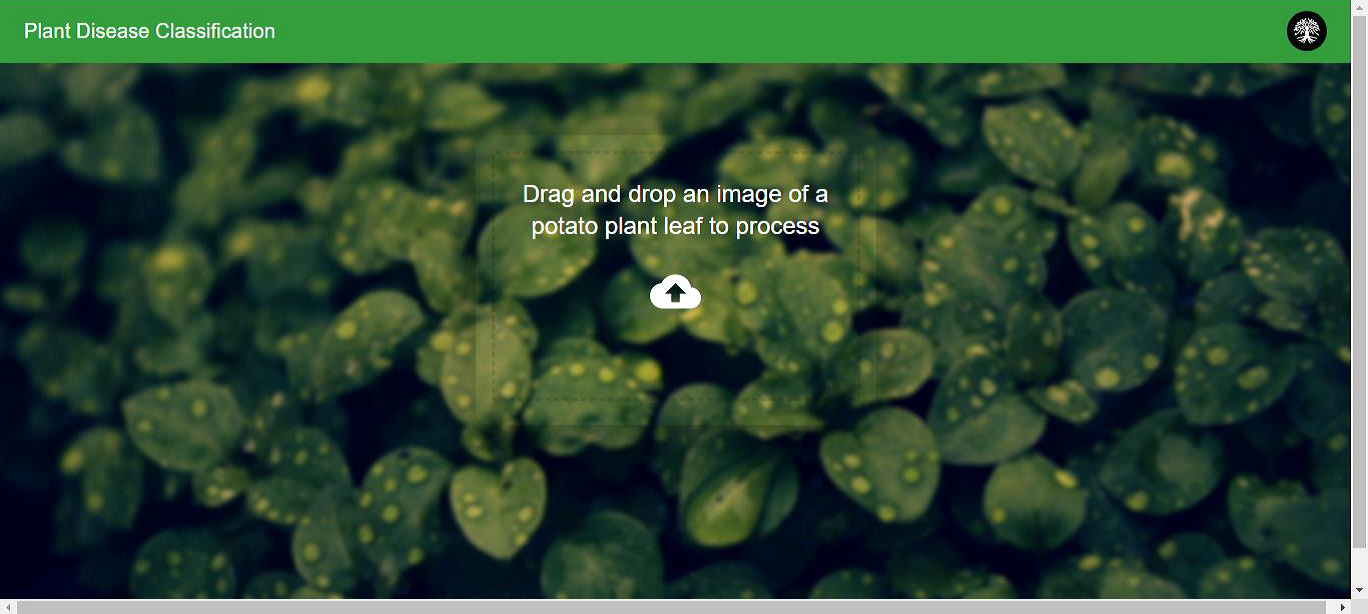 Plant Disease Classification
Drag and drop an image of a
potato plant leaf to process